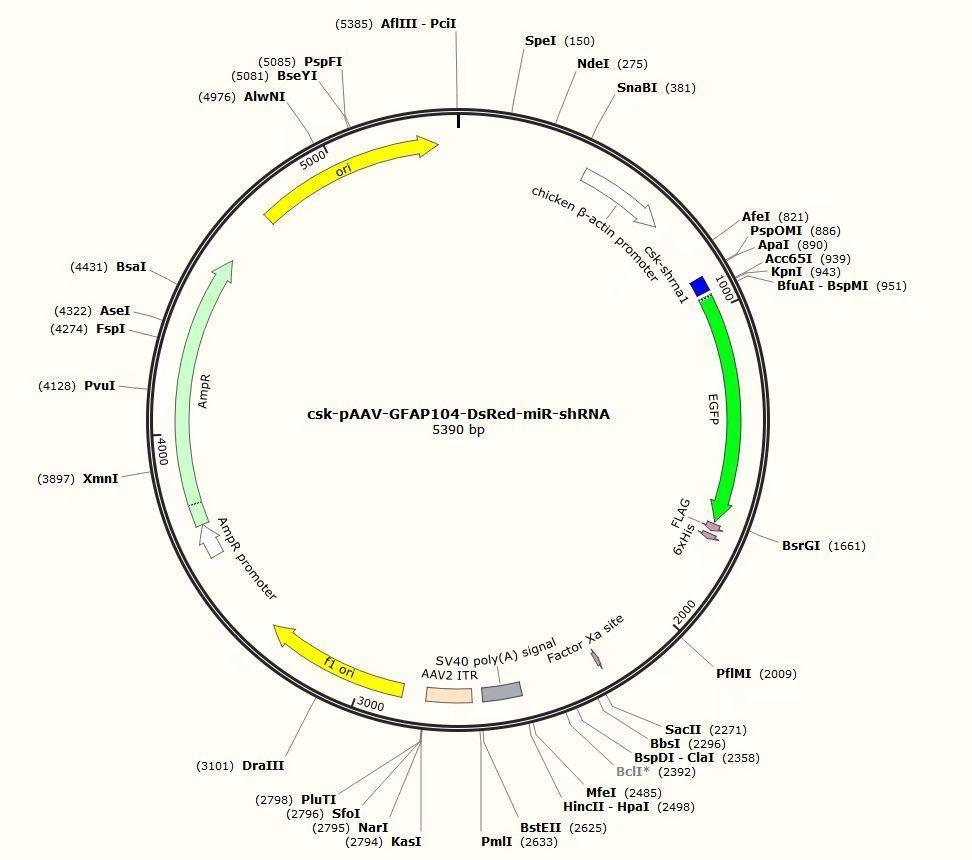 (5385) AflIII - PciI
SpeI (150)
NdeI (275)
SnaBI (381)
(5085) PspFI
(5081) BseYI
(4976) AlwNI
5000
ori
chicken β-actin promoter
csk-shrna1
AfeI (821)
PspOMI (886)
ApaI (890)
Acc65I (939)
KpnI (943)
BfuAI - BspMI (951)
1000
(4431) BsaI
(4322) AseI
(4274) FspI
(4128) PvuI
AmpR
EGFP
csk-pAAV-GFAP104-DsRed-miR-shRNA
5390 bp
4000
(3897) XmnI
AmpR promoter
FLAG
6xHis
BsrGI (1661)
2000
Factor Xa site
SV40 poly(A) signal
AAV2 ITR
f1 ori
3000
PflMI (2009)
SacII (2271)
BbsI (2296)
BspDI - ClaI (2358)
BclI* (2392)
MfeI (2485)
HincII - HpaI (2498)
BstEII (2625)
PmlI (2633)
(3101) DraIII
(2798) PluTI
(2796) SfoI
(2795) NarI
(2794) KasI